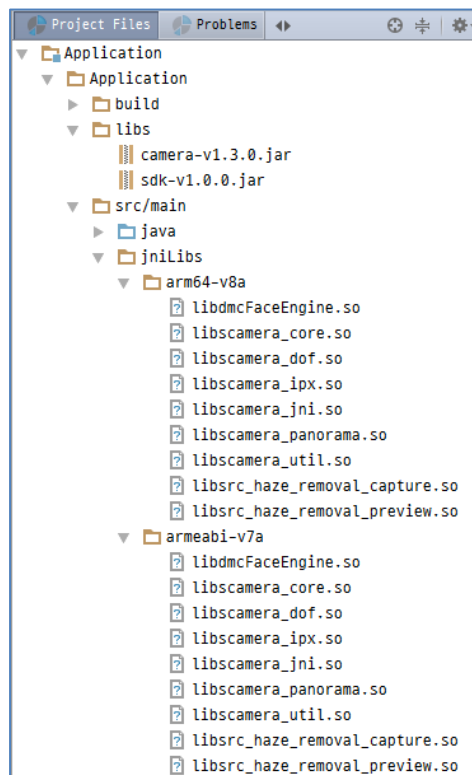 Project Files Problems
Application
Application
build
libs
camera-v1.3.0.jar
sdk-v1.0.0.jar
src/main
java
jniLibs
arm64-v8a
libdmcFaceEngine.so
libscamera_core.so
libscamera_dof.so
libscamera_ipx.so
libscamera_jni.so
libscamera_panorama.so
libscamera_util.so
libsrc_haze_removal_capture.so
libsrc_haze_removal_preview.so
armeabi-v7a
libdmcFaceEngine.so
libscamera_core.so
libscamera_dof.so
libscamera_ipx.so
libscamera_jni.so
libscamera_panorama.so
libscamera_util.so
libsrc_haze_removal_capture.so
libsrc_haze_removal_preview.so